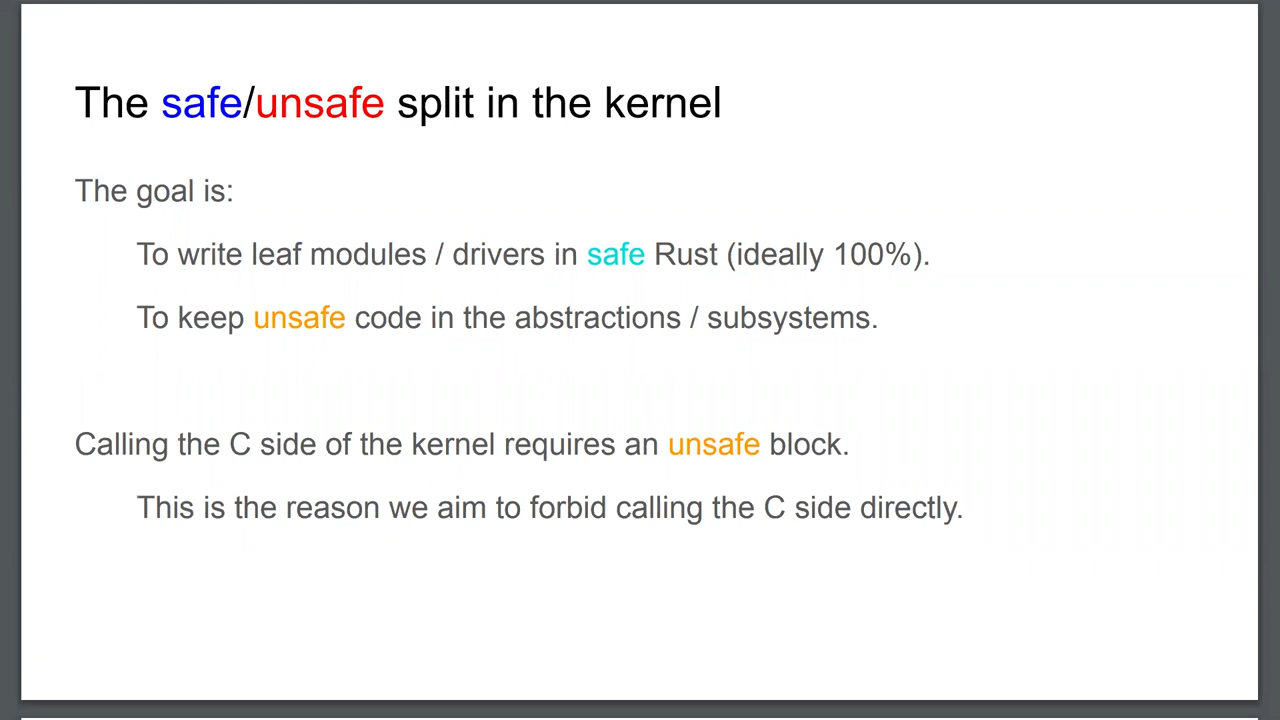 The safe/unsafe split in the kernel
The goal is:
To write leaf modules / drivers in safe Rust (ideally 100%).
To keep unsafe code in the abstractions / subsystems.
Calling the C side of the kernel requires an unsafe block.
This is the reason we aim to forbid calling the C side directly.